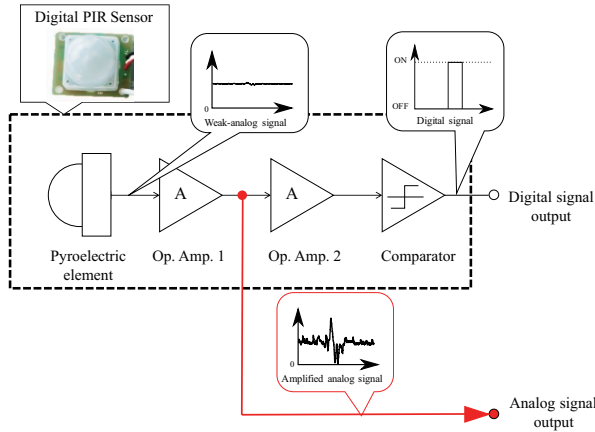 Digital PIR Sensor
0
Weak-analog signal
ON
OFF
Digital signal
A
A
Pyroelectric
element
Op. Amp. 1
Op. Amp. 2
Comparator
Digital signal
output
0
Amplified analog signal
Analog signal
output